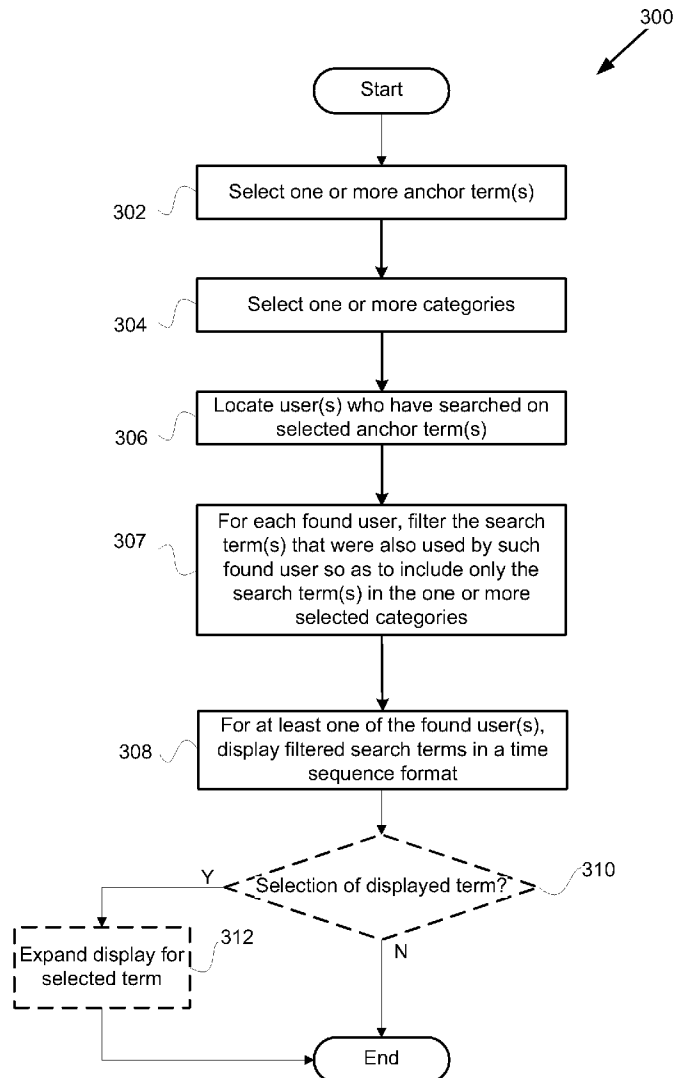 300
Start
Select one or more anchor term(s)
302
Select one or more categories
304
Locate user(s) who have searched on
selected anchor term(s)
306
For each found user, filter the search
term(s) that were also used by such
found user so as to include only the
search term(s) in the one or more
selected categories
307
For at least one of the found user(s),
display filtered search terms in a time
sequence format
308
Selection of displayed term?
310
Y
N
Expand display for
selected term
312
End